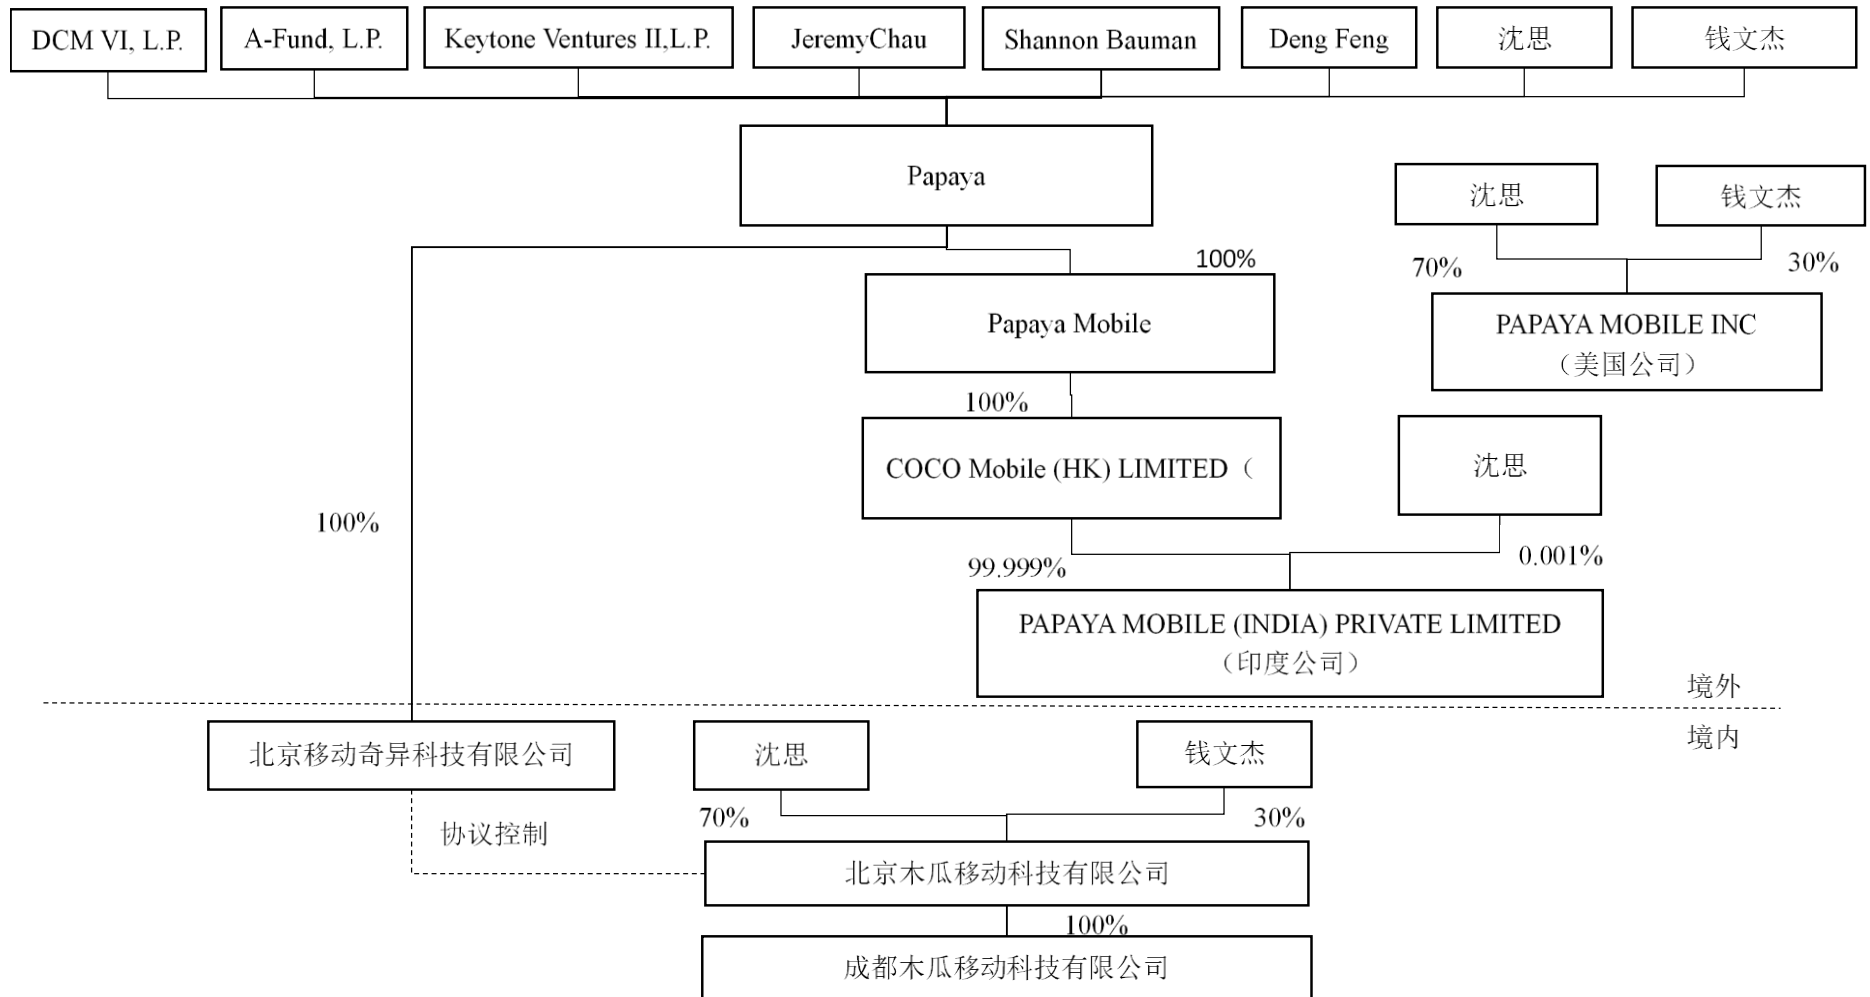 DCM VI, L.P.
A-Fund, L.P.
Keytone Ventures II,L.P.
JeremyChau
Shannon Bauman
Deng Feng
沈思
钱文杰
Papaya
沈思
钱文杰
100%
70%
30%
Papaya Mobile
PAPAYA MOBILE INC
（美国公司）
100%
COCO Mobile (HK) LIMITED（
沈思
100%
99.999%
0.001%
PAPAYA MOBILE (INDIA) PRIVATE LIMITED
（印度公司）
境外
境内
北京移动奇异科技有限公司
沈思
钱文杰
协议控制
70%
30%
北京木瓜移动科技有限公司
100%
成都木瓜移动科技有限公司